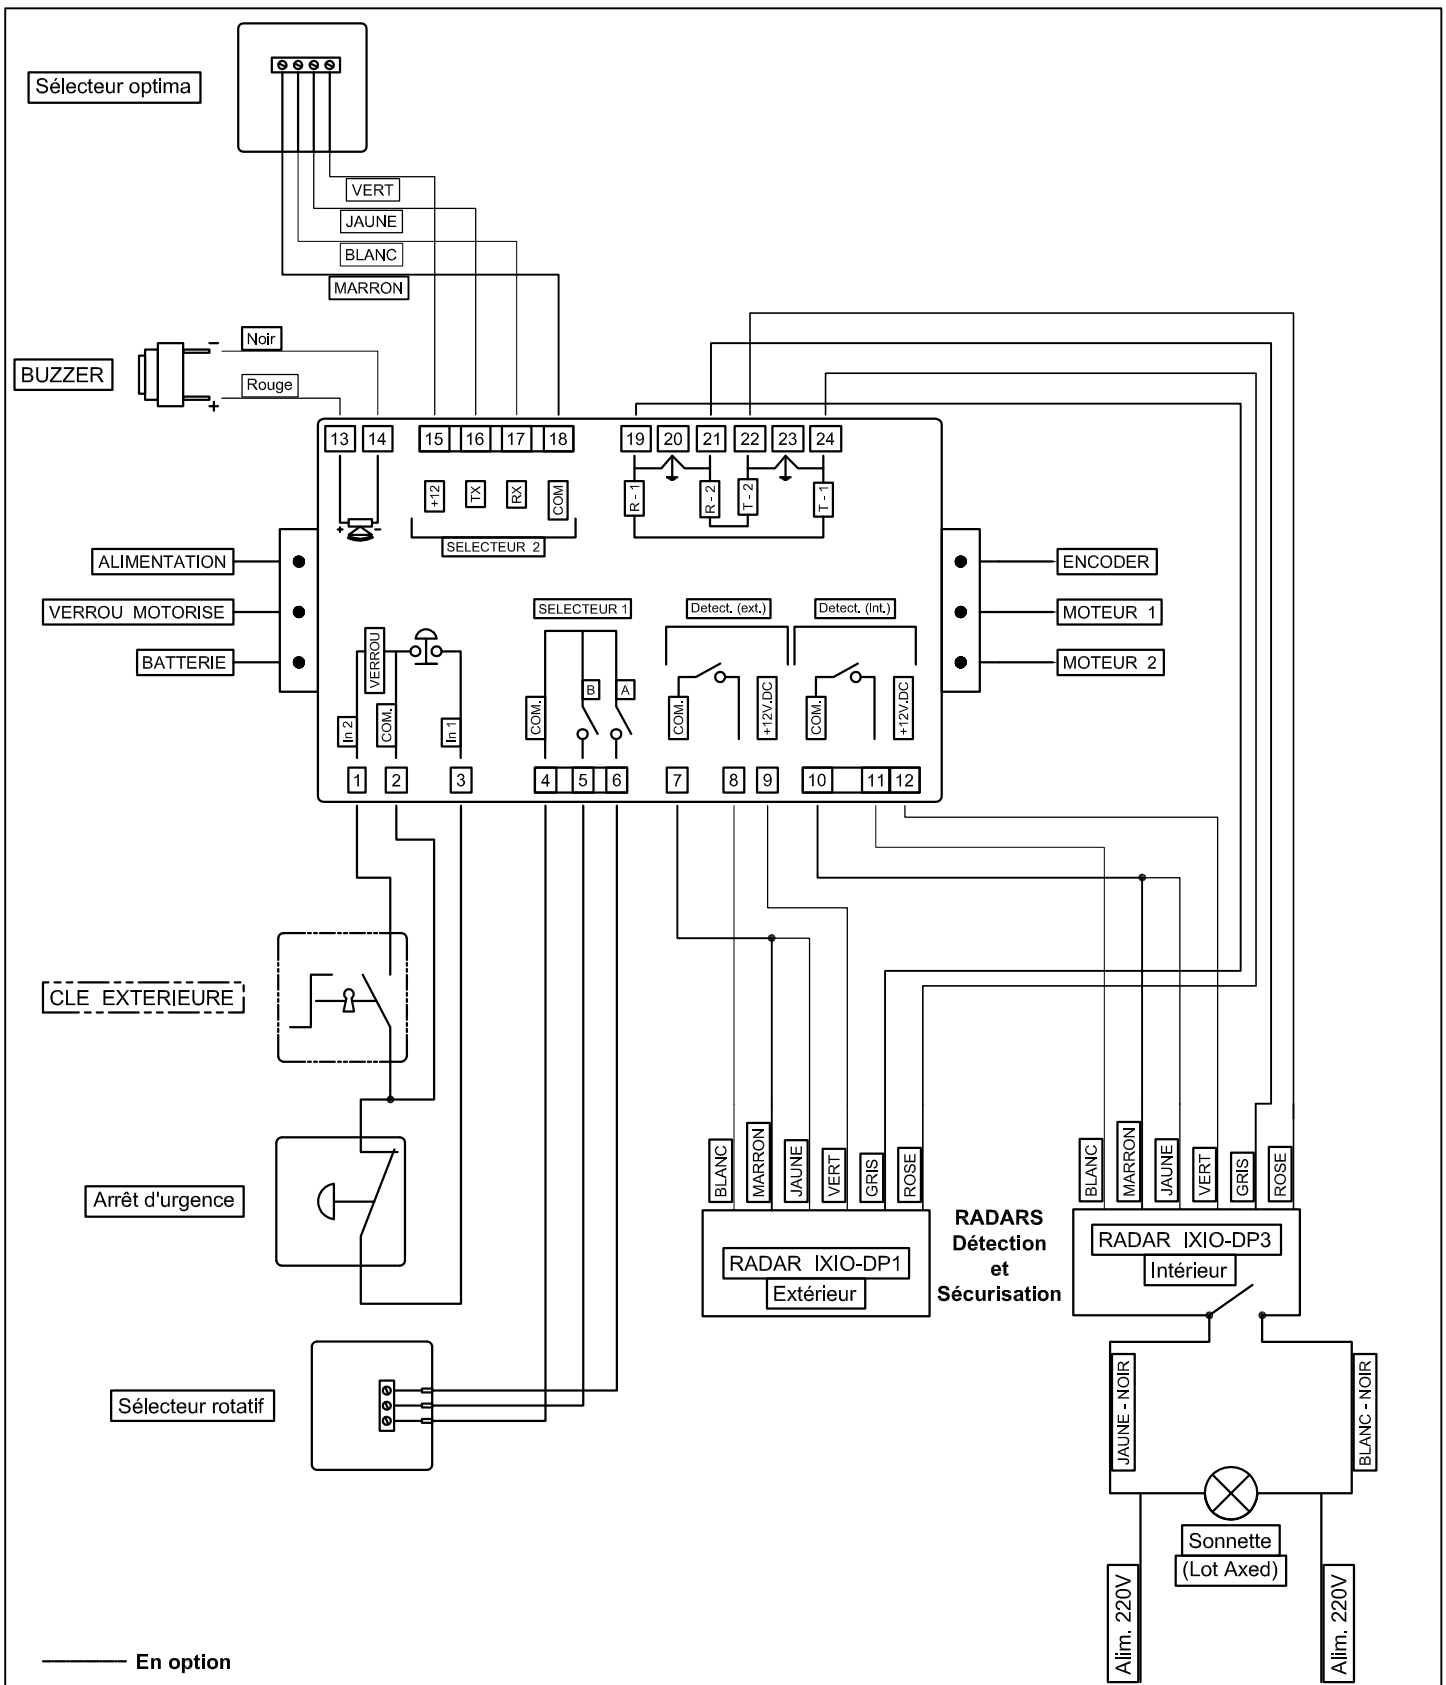 Sélecteur optima
VERT
JAUNE
BLANC
MARRON
BUZZER
Noir
−
Rouge
+
13 14 15 16 17 18 19 20 21 22 23 24
+12 TX RX COM
R - 1 R - 2 T - 2 T - 1
+ -
SELECTEUR 2
ALIMENTATION
VERROU MOTORISE
BATTERIE
ENCODER
MOTEUR 1
MOTEUR 2
SELECTEUR 1
Detect. (ext.)
Detect. (Int.)
VERROU
B A
In 2 COM. In 1
COM.
COM. +12V.DC
COM. +12V.DC
1 2 3 4 5 6 7 8 9 10 11 12
CLE EXTERIEURE
Arrêt d'urgence
Sélecteur rotatif
BLANC MARRON JAUNE VERT GRIS ROSE
RADAR IXIO-DP1
Extérieur
RADARS
Détection
et
Sécurisation
BLANC MARRON JAUNE VERT GRIS ROSE
RADAR IXIO-DP3
Intérieur
JAUNE - NOIR
BLANC - NOIR
Sonnette
(Lot Axed)
Alim. 220V
Alim. 220V
En option